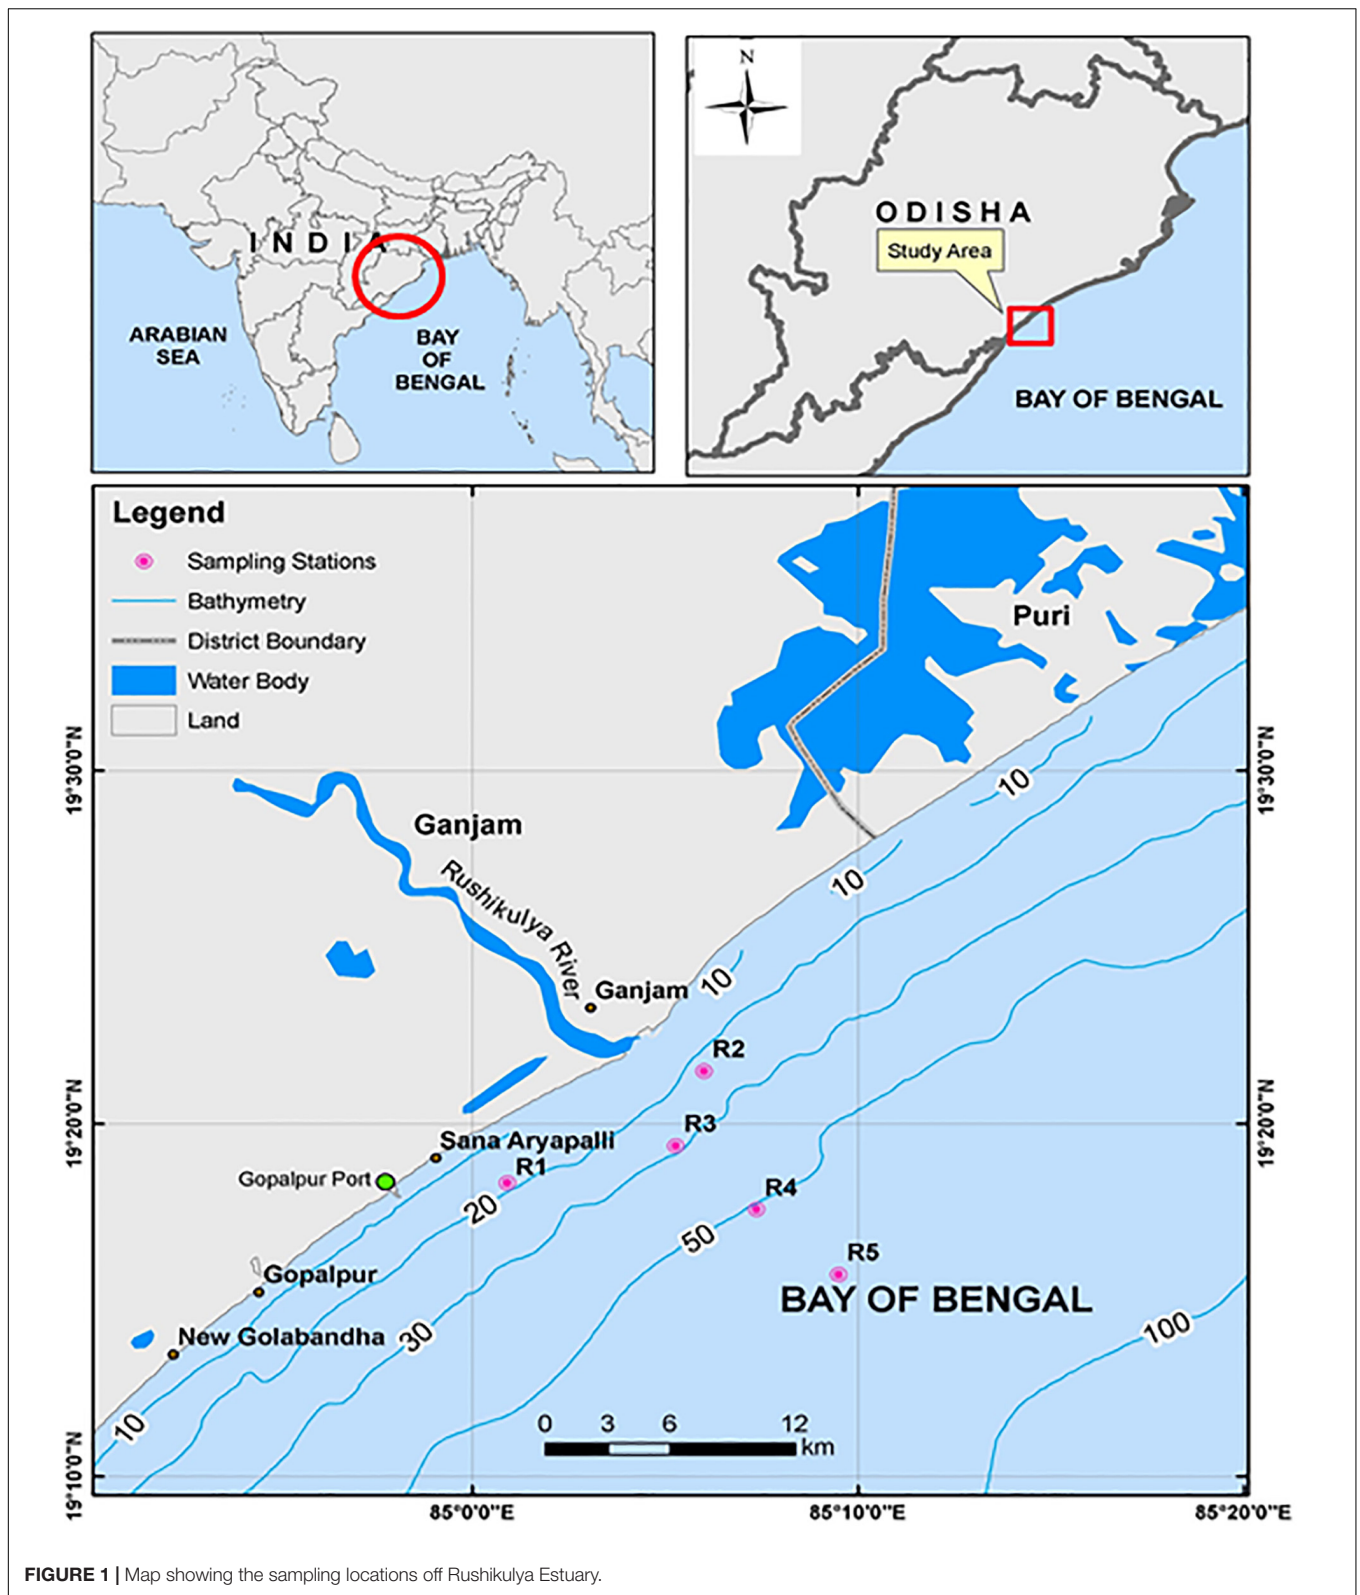 INDIA
ARABIAN
SEA
BAY
OF
BENGAL
N
ODISHA
Study Area
BAY OF BENGAL
Legend
Sampling Stations
Bathymetry
District Boundary
Water Body
Land
Puri
19°30'0"N
19°30'0"N
10
Ganjam
10
Rushikulya River
Ganjam
10
R2
19°20'0"N
R3
19°20'0"N
Sana Aryapalli
R1
Gopalpur Port
R4
20
50
R5
Gopalpur
BAY OF BENGAL
New Golabandha
30
100
10
0 3 6 12
km
19°10'0"N
85°0'0"E 85°10'0"E 85°20'0"E
FIGURE 1 | Map showing the sampling locations off Rushikulya Estuary.